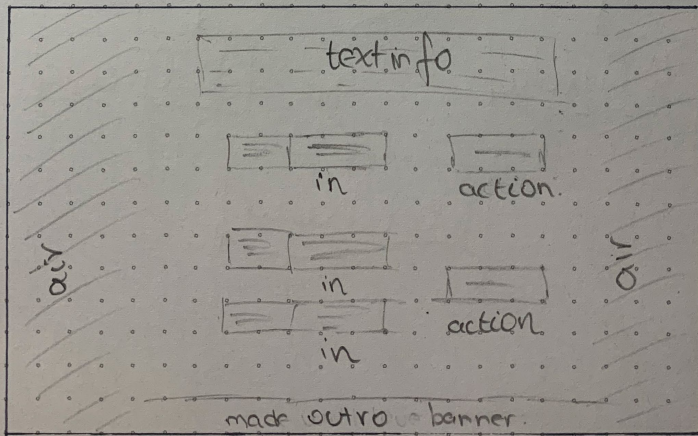 textinfo
in
action.
air
air
in
in
action
made outro banner.